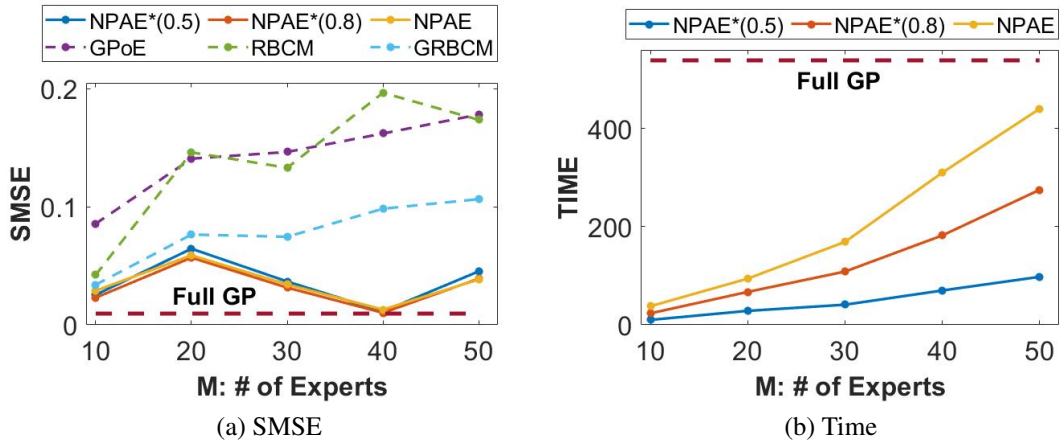 NPAE*(0.5) NPAE*(0.8) NPAE
GPoE RBCM GRBCM
0.2
0.1
0
SMSE
Full GP
10 20 30 40 50
M: # of Experts
(a) SMSE
NPAE*(0.5) NPAE*(0.8) NPAE
Full GP
400
200
0
TIME
10 20 30 40 50
M: # of Experts
(b) Time